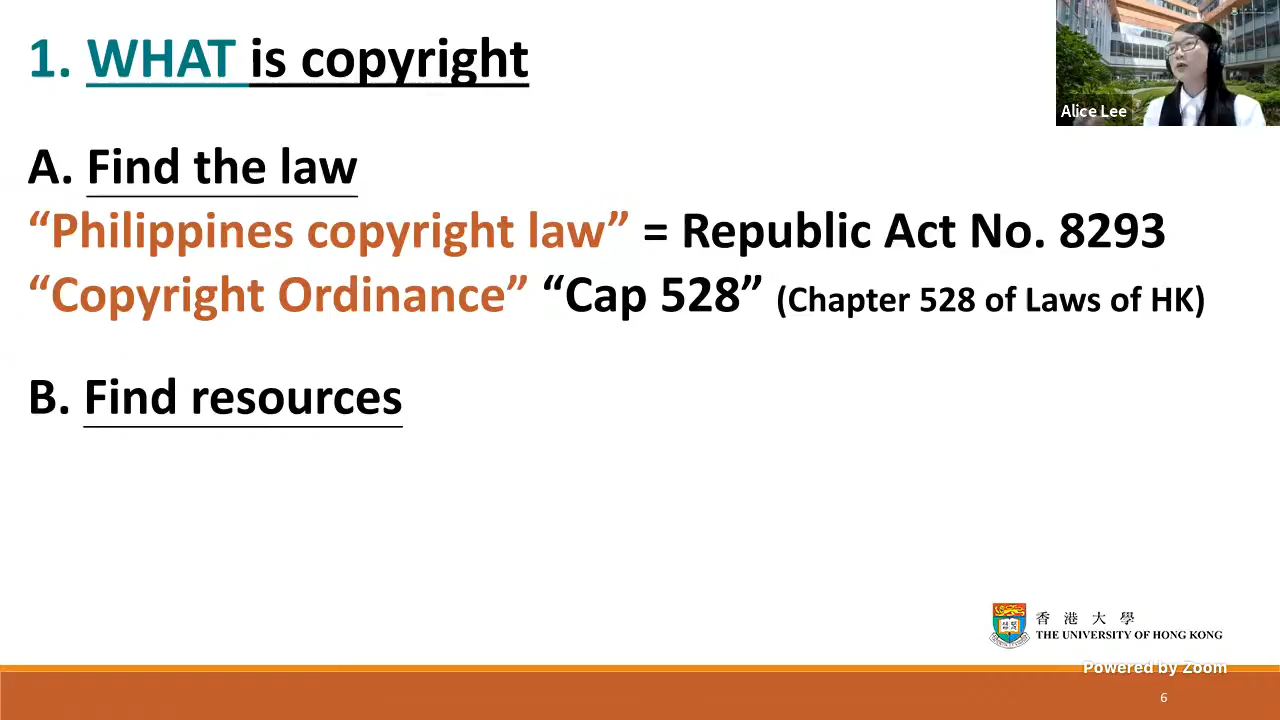 1. WHAT is copyright
Alice Lee
A. Find the law
“Philippines copyright law” = Republic Act No. 8293
“Copyright Ordinance” “Cap 528” (Chapter 528 of Laws of HK)
B. Find resources
香港大學
THE UNIVERSITY OF HONG KONG
Powered by Zoom
6